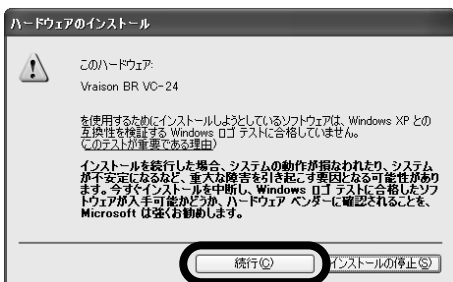 ハードウェアのインストール
このハードウェア:
Vraison BR VC-24
を使用するためにインストールしようとしているソフトウェアは、Windows XP との
互換性を検証する Windows ロゴ テストに合格していません。
(このテストが重要である理由)
インストールを続行した場合、システムの動作が損なわれたり、システム
が不安定になるなど、重大な障害を引き起こす要因となる可能性があり
ます。今すぐインストールを中断し、Windows ロゴ テストに合格したソフ
トウェアが入手可能かどうか、ハードウェア ベンダーに確認されることを、
Microsoft は強くお勧めします。
続行(C)
インストールの停止(S)